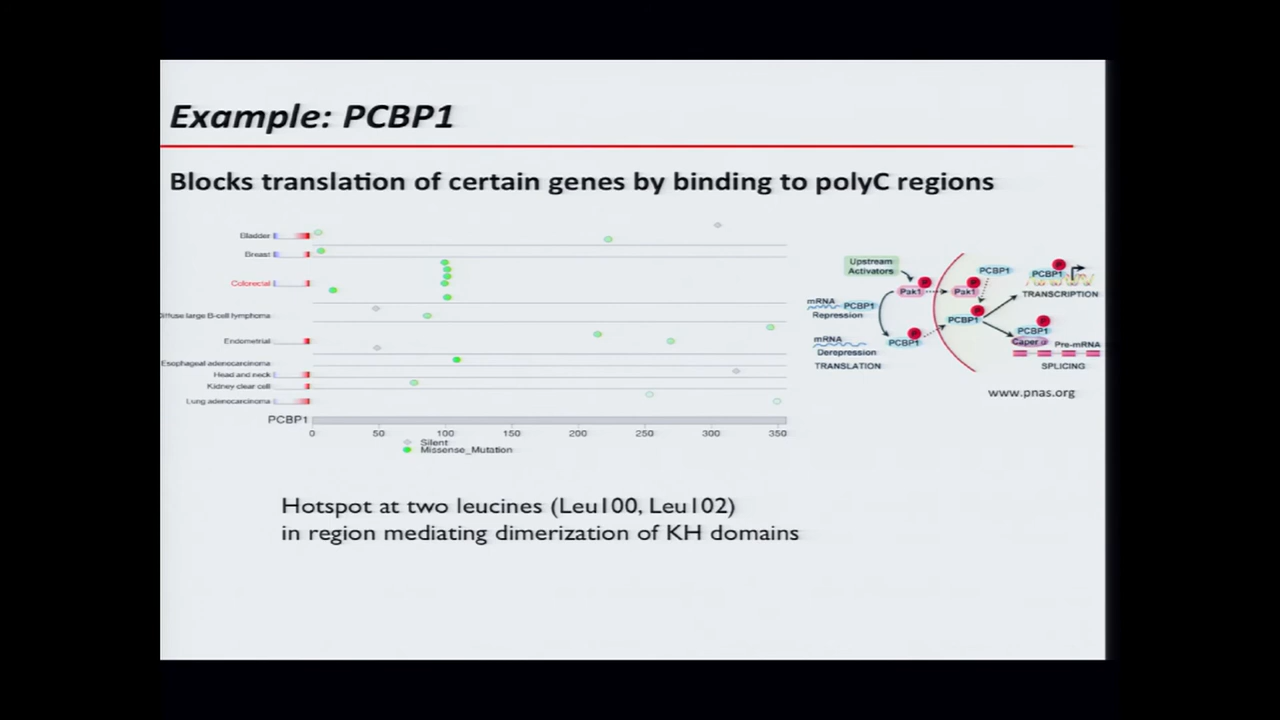 Example: PCBP1
Blocks translation of certain genes by binding to polyC regions
Bladder
Breast
Colorecial
Diffuse large B-cell lymphoma
Endometrial
Esophageal adenocarcinoma
Head and neck
Kidney clear cell
Lung adenocarcinoma
PCBP1
0 50 100 150 200 250 300 350
Silent
Missense_Mutation
Upstream
Activators
P
Pak1
mRNA
PCBP1
Repression
mRNA
Derepression
TRANSLATION
P
PCBP1
P
Pak1
PCBP1
P
PCBP1
P
PCBP1
TRANSCRIPTION
P
PCBP1
Caper α
Pre-mRNA
SPLICING
www.pnas.org
Hotspot at two leucines (Leu100, Leu102)
in region mediating dimerization of KH domains